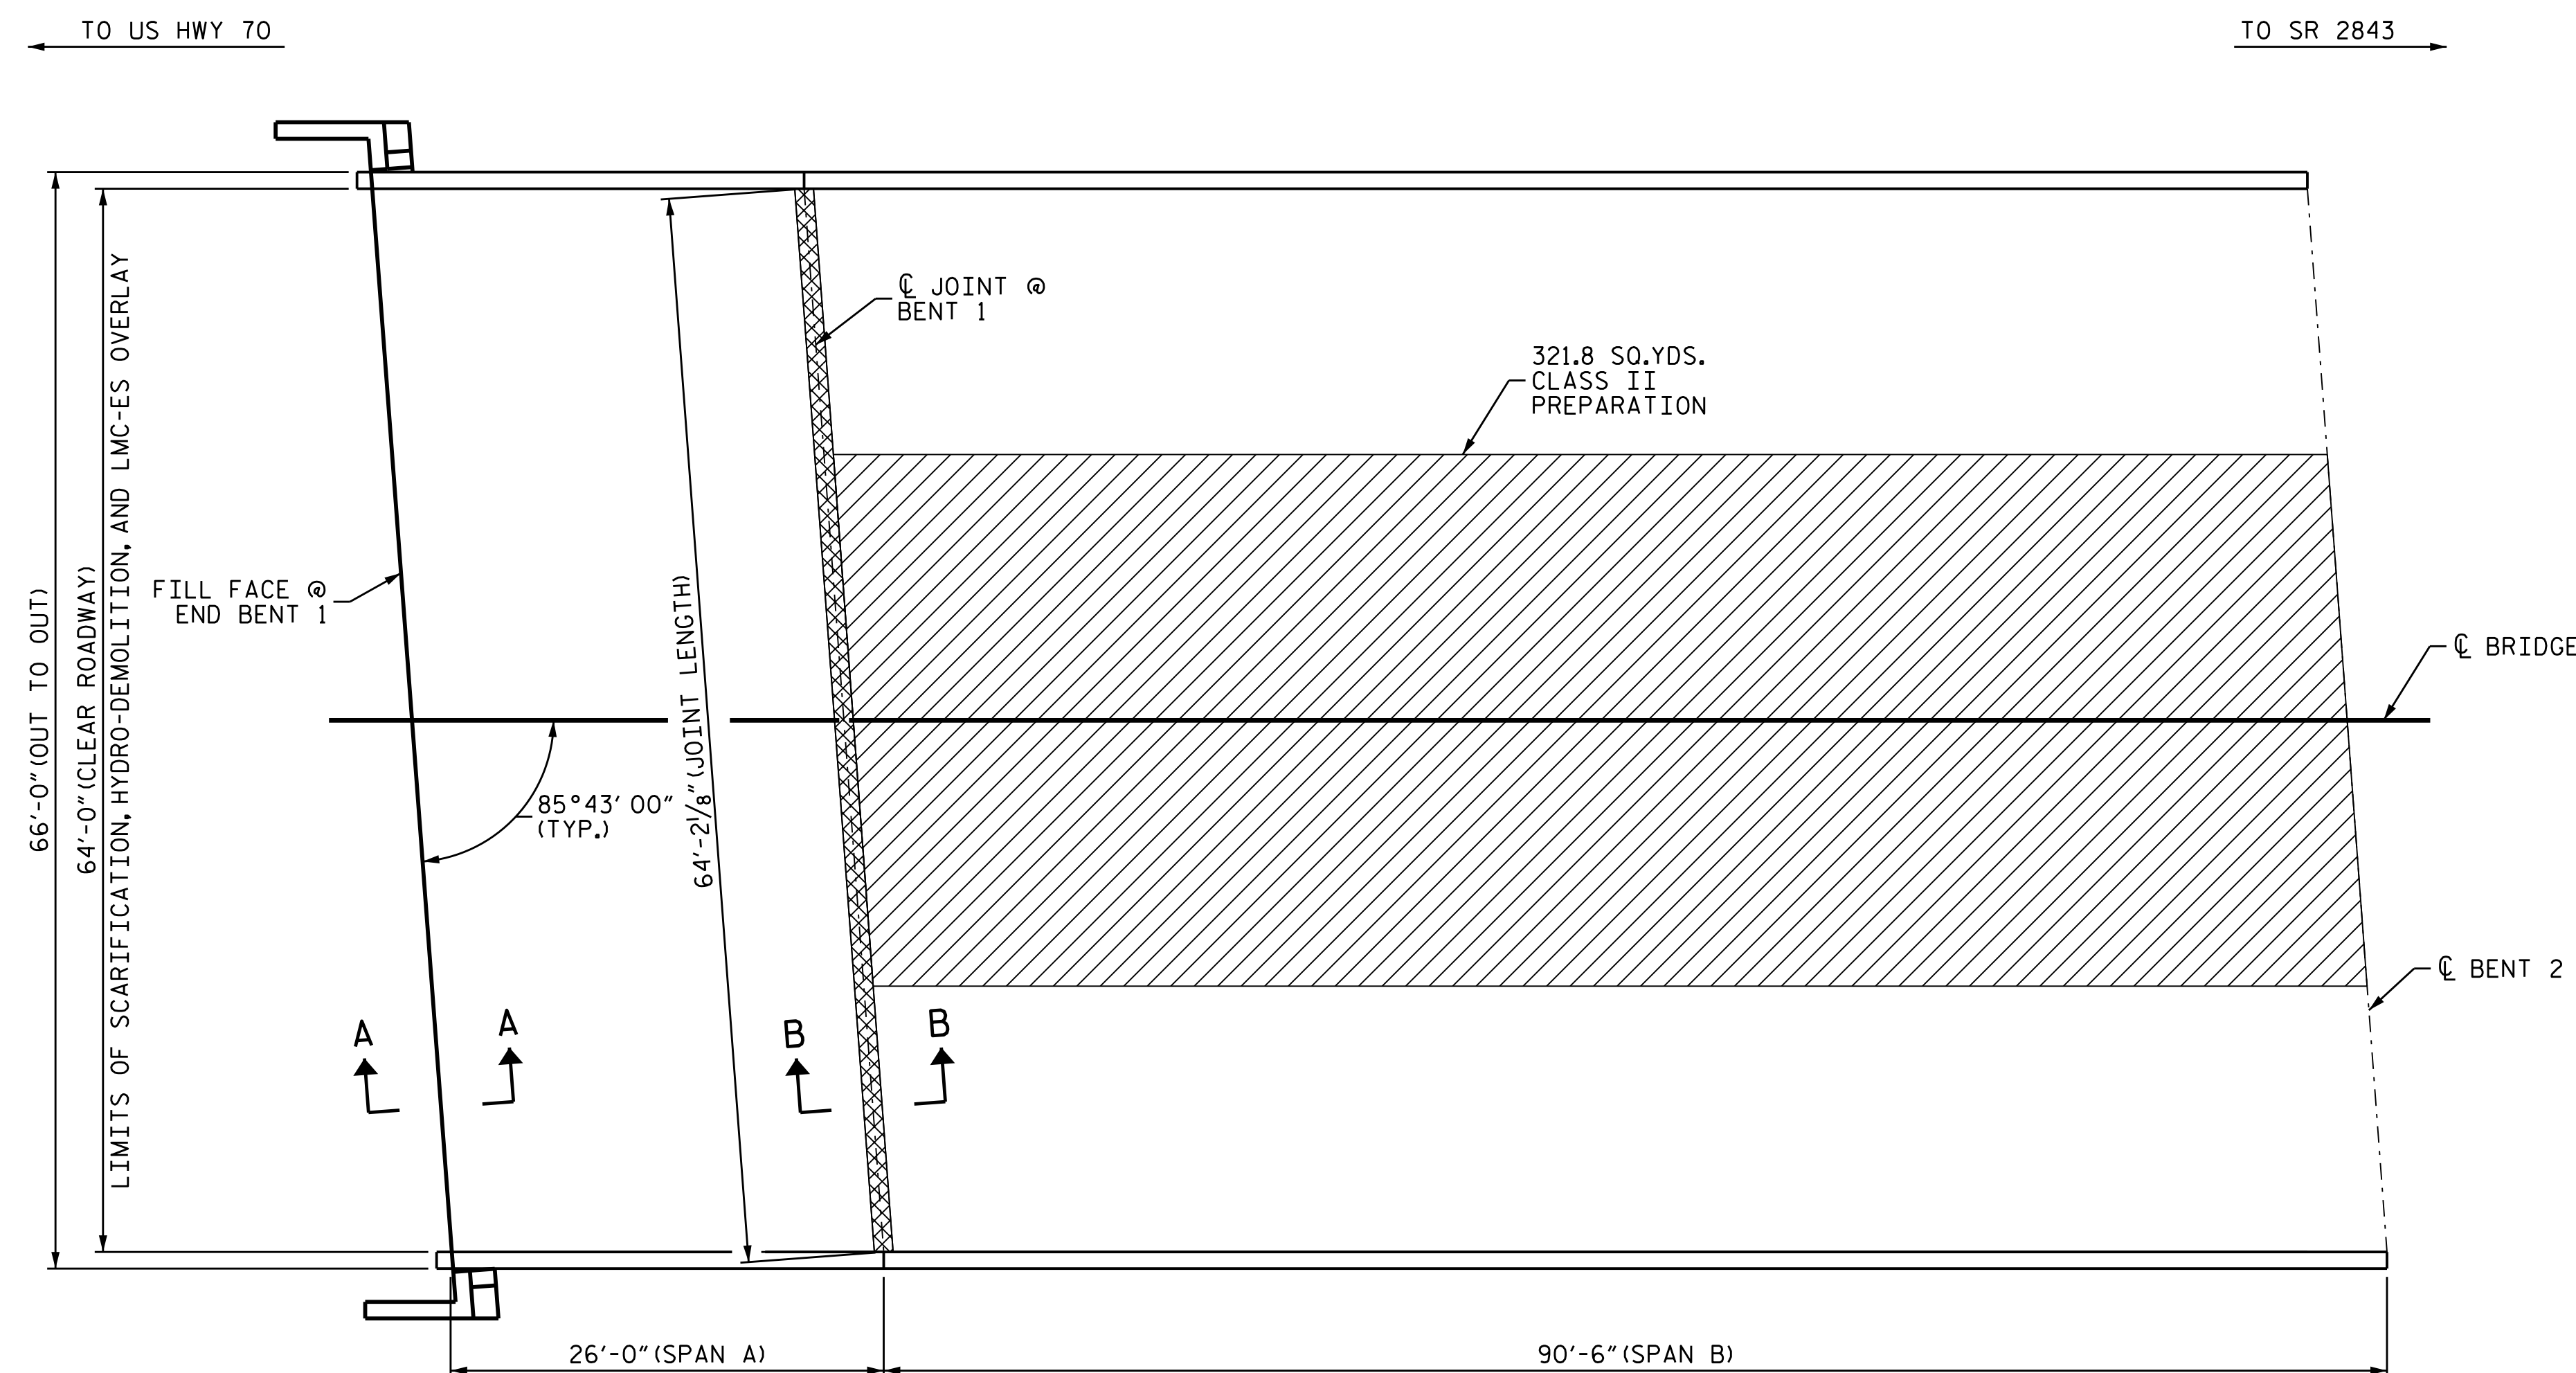 TO US HWY 70
TO SR 2843
℄ JOINT @
BENT 1
321.8 SQ.YDS.
CLASS II
PREPARATION
66'-0" (OUT TO OUT)
64'-0" (CLEAR ROADWAY)
LIMITS OF SCARIFICATION, HYDRO-DEMOLITION, AND LMC-ES OVERLAY
FILL FACE @
END BENT 1
64'-2 1/8" (JOINT LENGTH)
℄ BRIDGE
85°43'00"
(TYP.)
℄ BENT 2
A
A
B
B
26'-0" (SPAN A)
90'-6" (SPAN B)